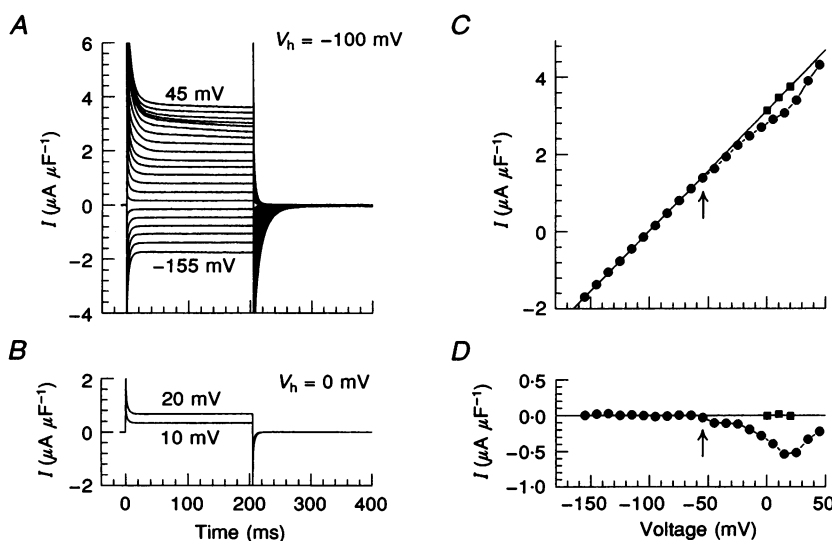 A
I (μA μF⁻¹)
6
4
2
0
−2
−4
Vh = −100 mV
45 mV
−155 mV
B
I (μA μF⁻¹)
2
0
−2
Vh = 0 mV
20 mV
10 mV
0 100 200 300 400
Time (ms)
C
I (μA μF⁻¹)
4
2
0
−2
D
I (μA μF⁻¹)
0·5
0·0
−0·5
−1·0
−150 −100 −50 0 50
Voltage (mV)